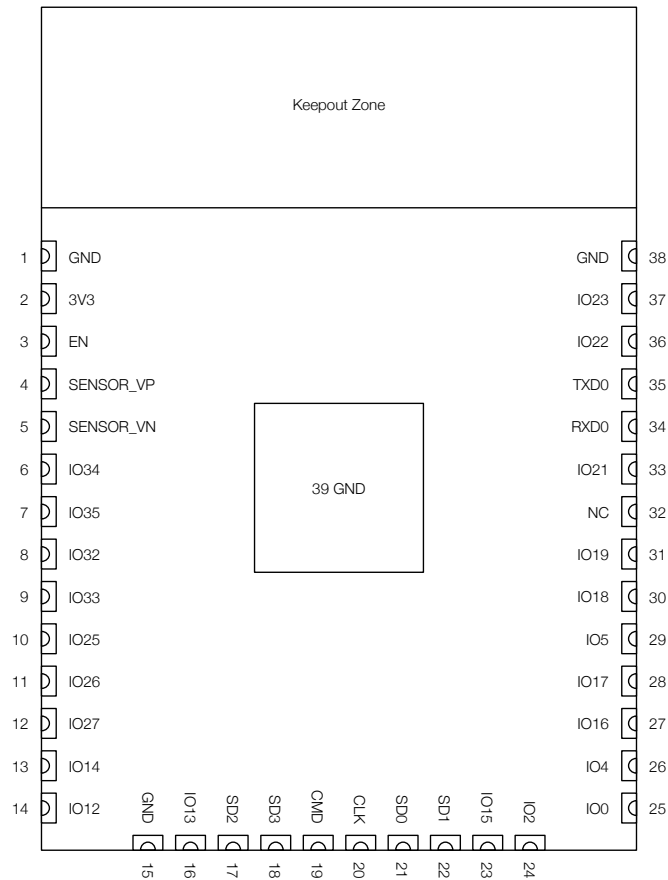 Keepout Zone
1 GND
2 3V3
3 EN
4 SENSOR_VP
5 SENSOR_VN
6 IO34
7 IO35
8 IO32
9 IO33
10 IO25
11 IO26
12 IO27
13 IO14
14 IO12
39 GND
GND 38
IO23 37
IO22 36
TXD0 35
RXD0 34
IO21 33
NC 32
IO19 31
IO18 30
IO5 29
IO17 28
IO16 27
IO4 26
IO0 25
GND 15
IO13 16
SD2 17
SD3 18
CMD 19
CLK 20
SD0 21
SD1 22
IO15 23
IO2 24